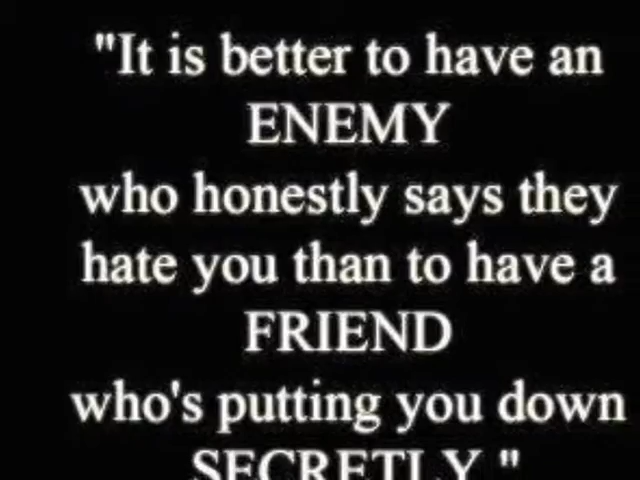 "It is better to have an
ENEMY
who honestly says they
hate you than to have a
FRIEND
who's putting you down
SECRETLY."